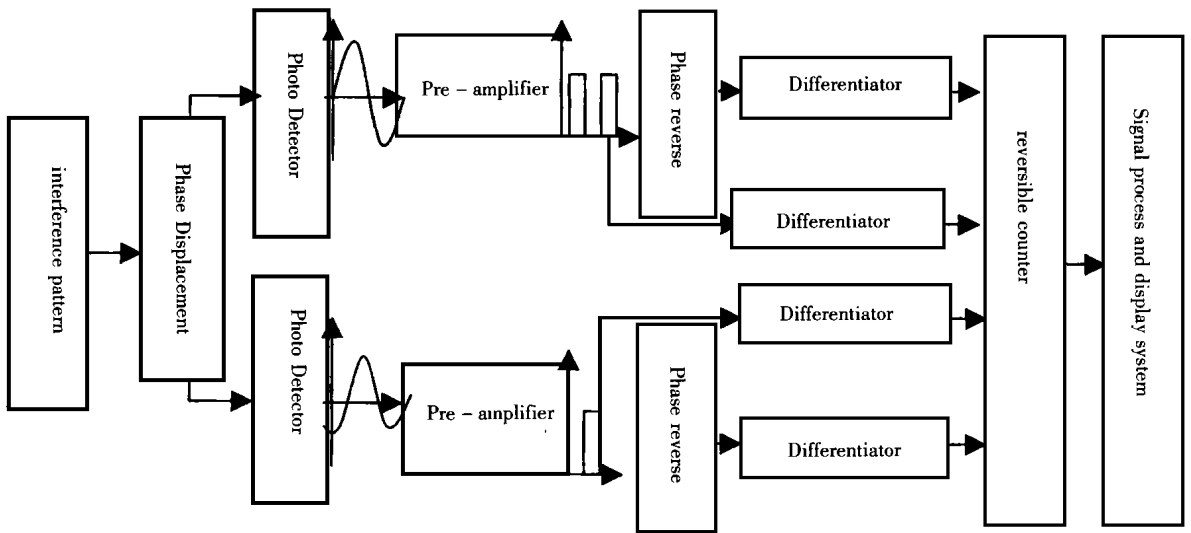 interference pattern
Phase Displacement
Photo Detector
Pre – amplifier
Phase reverse
Differentiator
Differentiator
Photo Detector
Pre – amplifier
Phase reverse
Differentiator
Differentiator
reversible counter
Signal process and display system